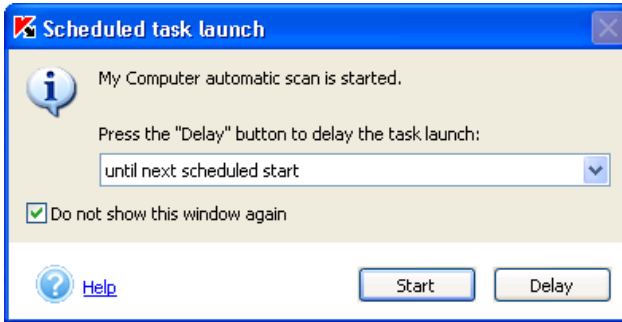 Scheduled task launch
My Computer automatic scan is started.
Press the "Delay" button to delay the task launch:
until next scheduled start
Do not show this window again
Help Start Delay